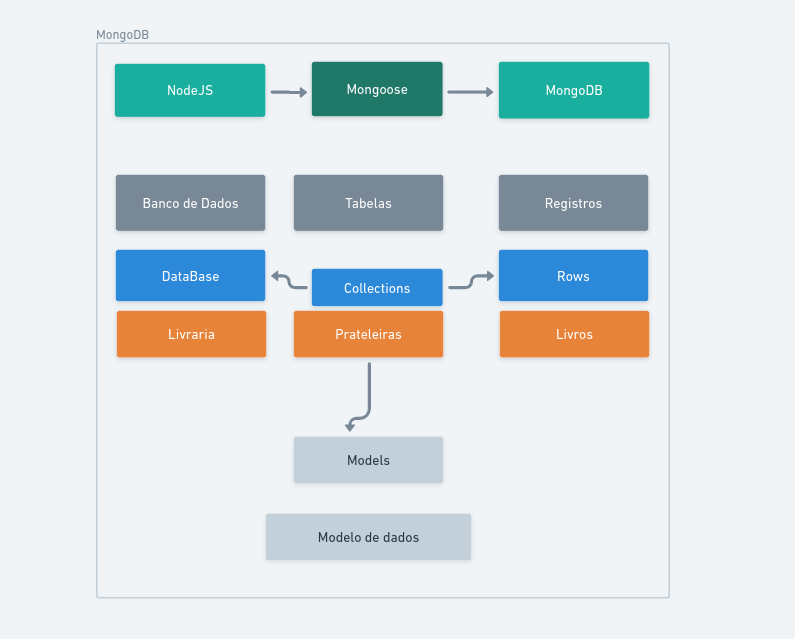 MongoDB
NodeJS
Mongoose
MongoDB
Banco de Dados
Tabelas
Registros
DataBase
Collections
Rows
Livraria
Prateleiras
Livros
Models
Modelo de dados